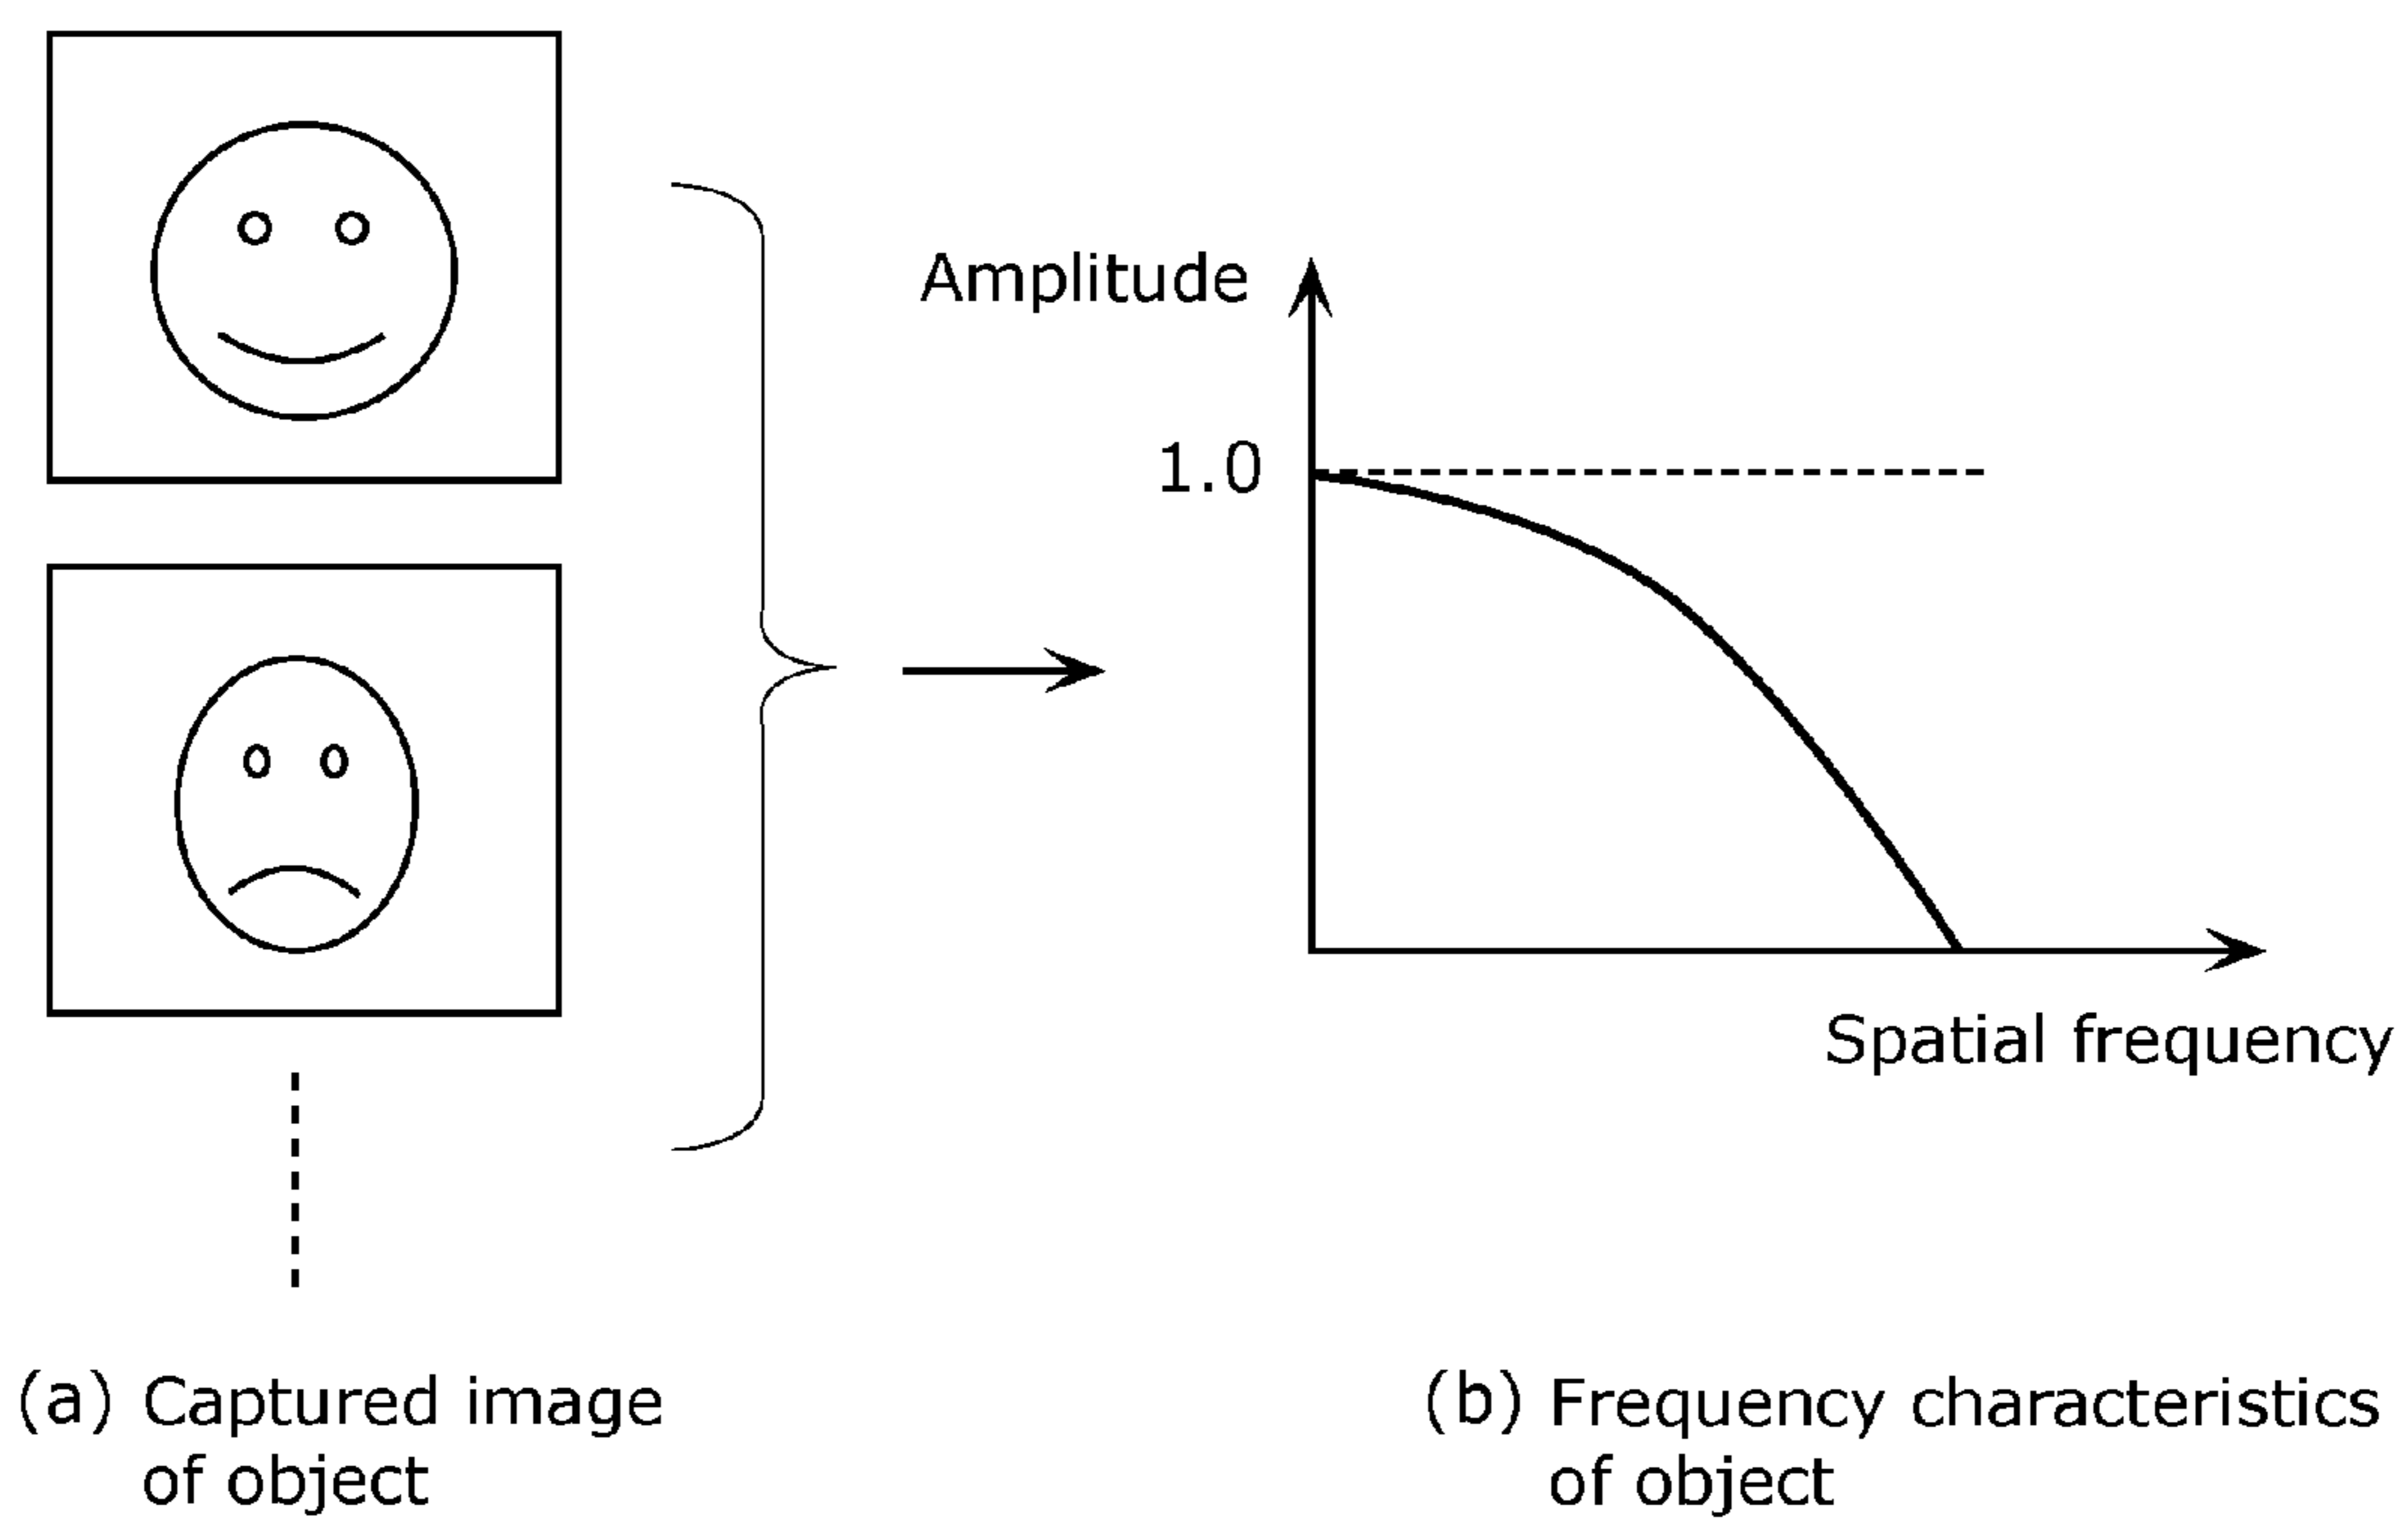 Amplitude
1.0
Spatial frequency
(a) Captured image
of object
(b) Frequency characteristics
of object